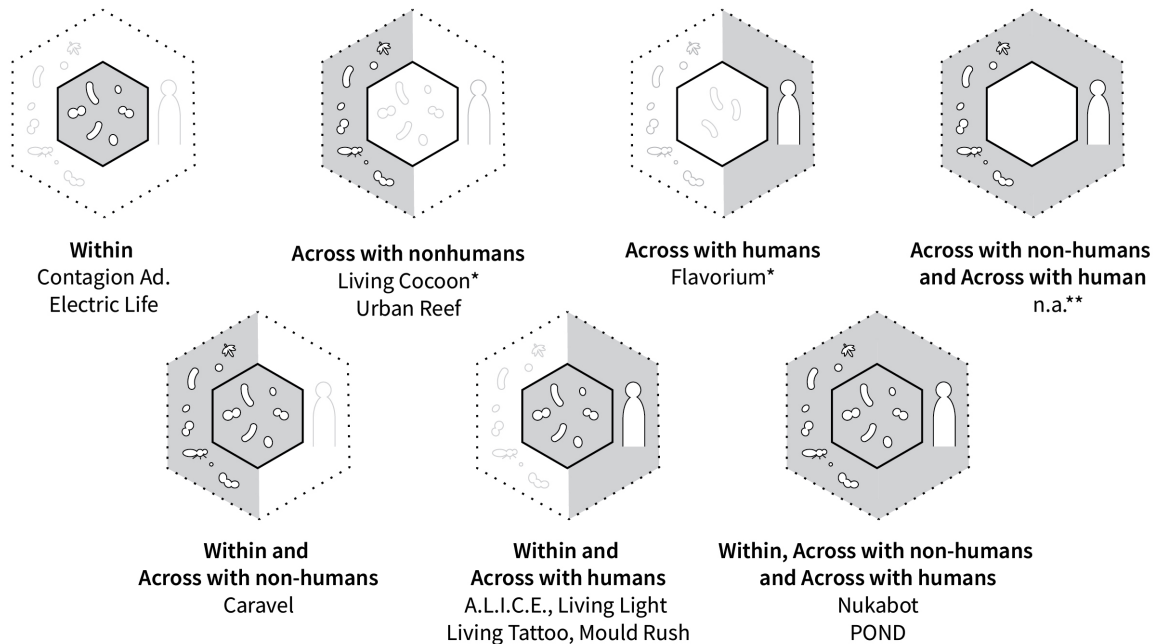 Within
Contagion Ad.
Electric Life
Across with nonhumans
Living Cocoon*
Urban Reef
Across with humans
Flavorium*
Across with non-humans
and Across with human
n.a.**
Within and
Across with non-humans
Caravel
Within and
Across with humans
A.L.I.C.E., Living Light
Living Tattoo, Mould Rush
Within, Across with non-humans
and Across with humans
Nukabot
POND